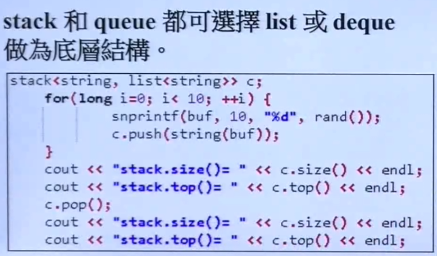 stack 和 queue 都可選擇 list 或 deque
做為底層結構。
stack<string, list<string>> c;
for(long i=0; i< 10; ++i) {
snprintf(buf, 10, "%d", rand());
c.push(string(buf));
}
cout << "stack.size()= " << c.size() << endl;
cout << "stack.top()= " << c.top() << endl;
c.pop();
cout << "stack.size()= " << c.size() << endl;
cout << "stack.top()= " << c.top() << endl;